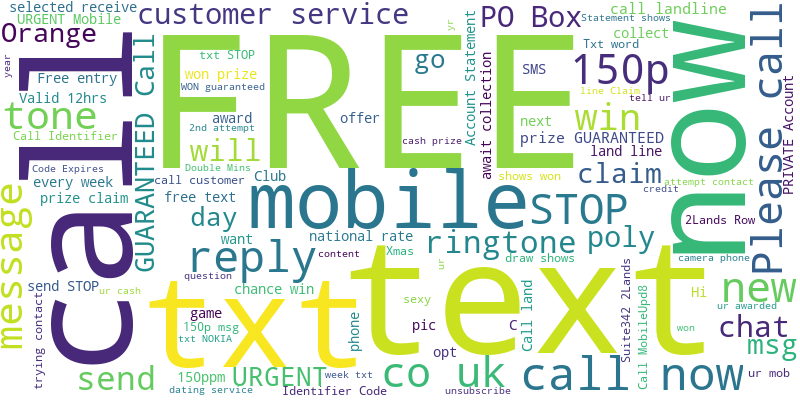 selected receive
URGENT Mobile
Orange
customer service
PO Box
Statement shows
call landline
yr
year
Free entry
txt STOP
won prize
WON guaranteed
FREE
go
SMS
Txt word
collect
150p
now
Please call
line Claim
tell ur
Valid 12hrs
tone
Call Identifier
call
GUARANTEED Call
award
2nd attempt
offer
cash prize
Account Statement
await collection
next
prize
win
GUARANTEED
land line
PRIVATE Account
will
Double Mins
Code Expires
every week
prize claim
call customer
Club
free text
shows won
claim
credit
attempt contact
message
day
want
mobile
STOP
2Lands Row
reply
national rate
Xmas
content
ringtone
poly
question
ur
draw shows
camera phone
send STOP
ur cash
txt
chance win
text
sexy
Hi
new
ur awarded
trying contact
game
150p msg
txt NOKIA
phone
pic
C
opt
Call land
Suite342 2Lands
Call MobileUpd8
won
chat
msg
send
150ppm
URGENT
week txt
dating service
Identifier Code
co uk
unsubscribe
call now
ur mob